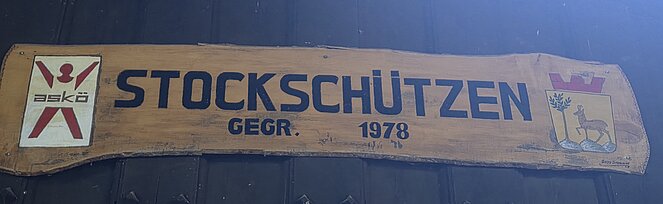 askö
STOCKSCHÜTZEN
GEGR. 1978